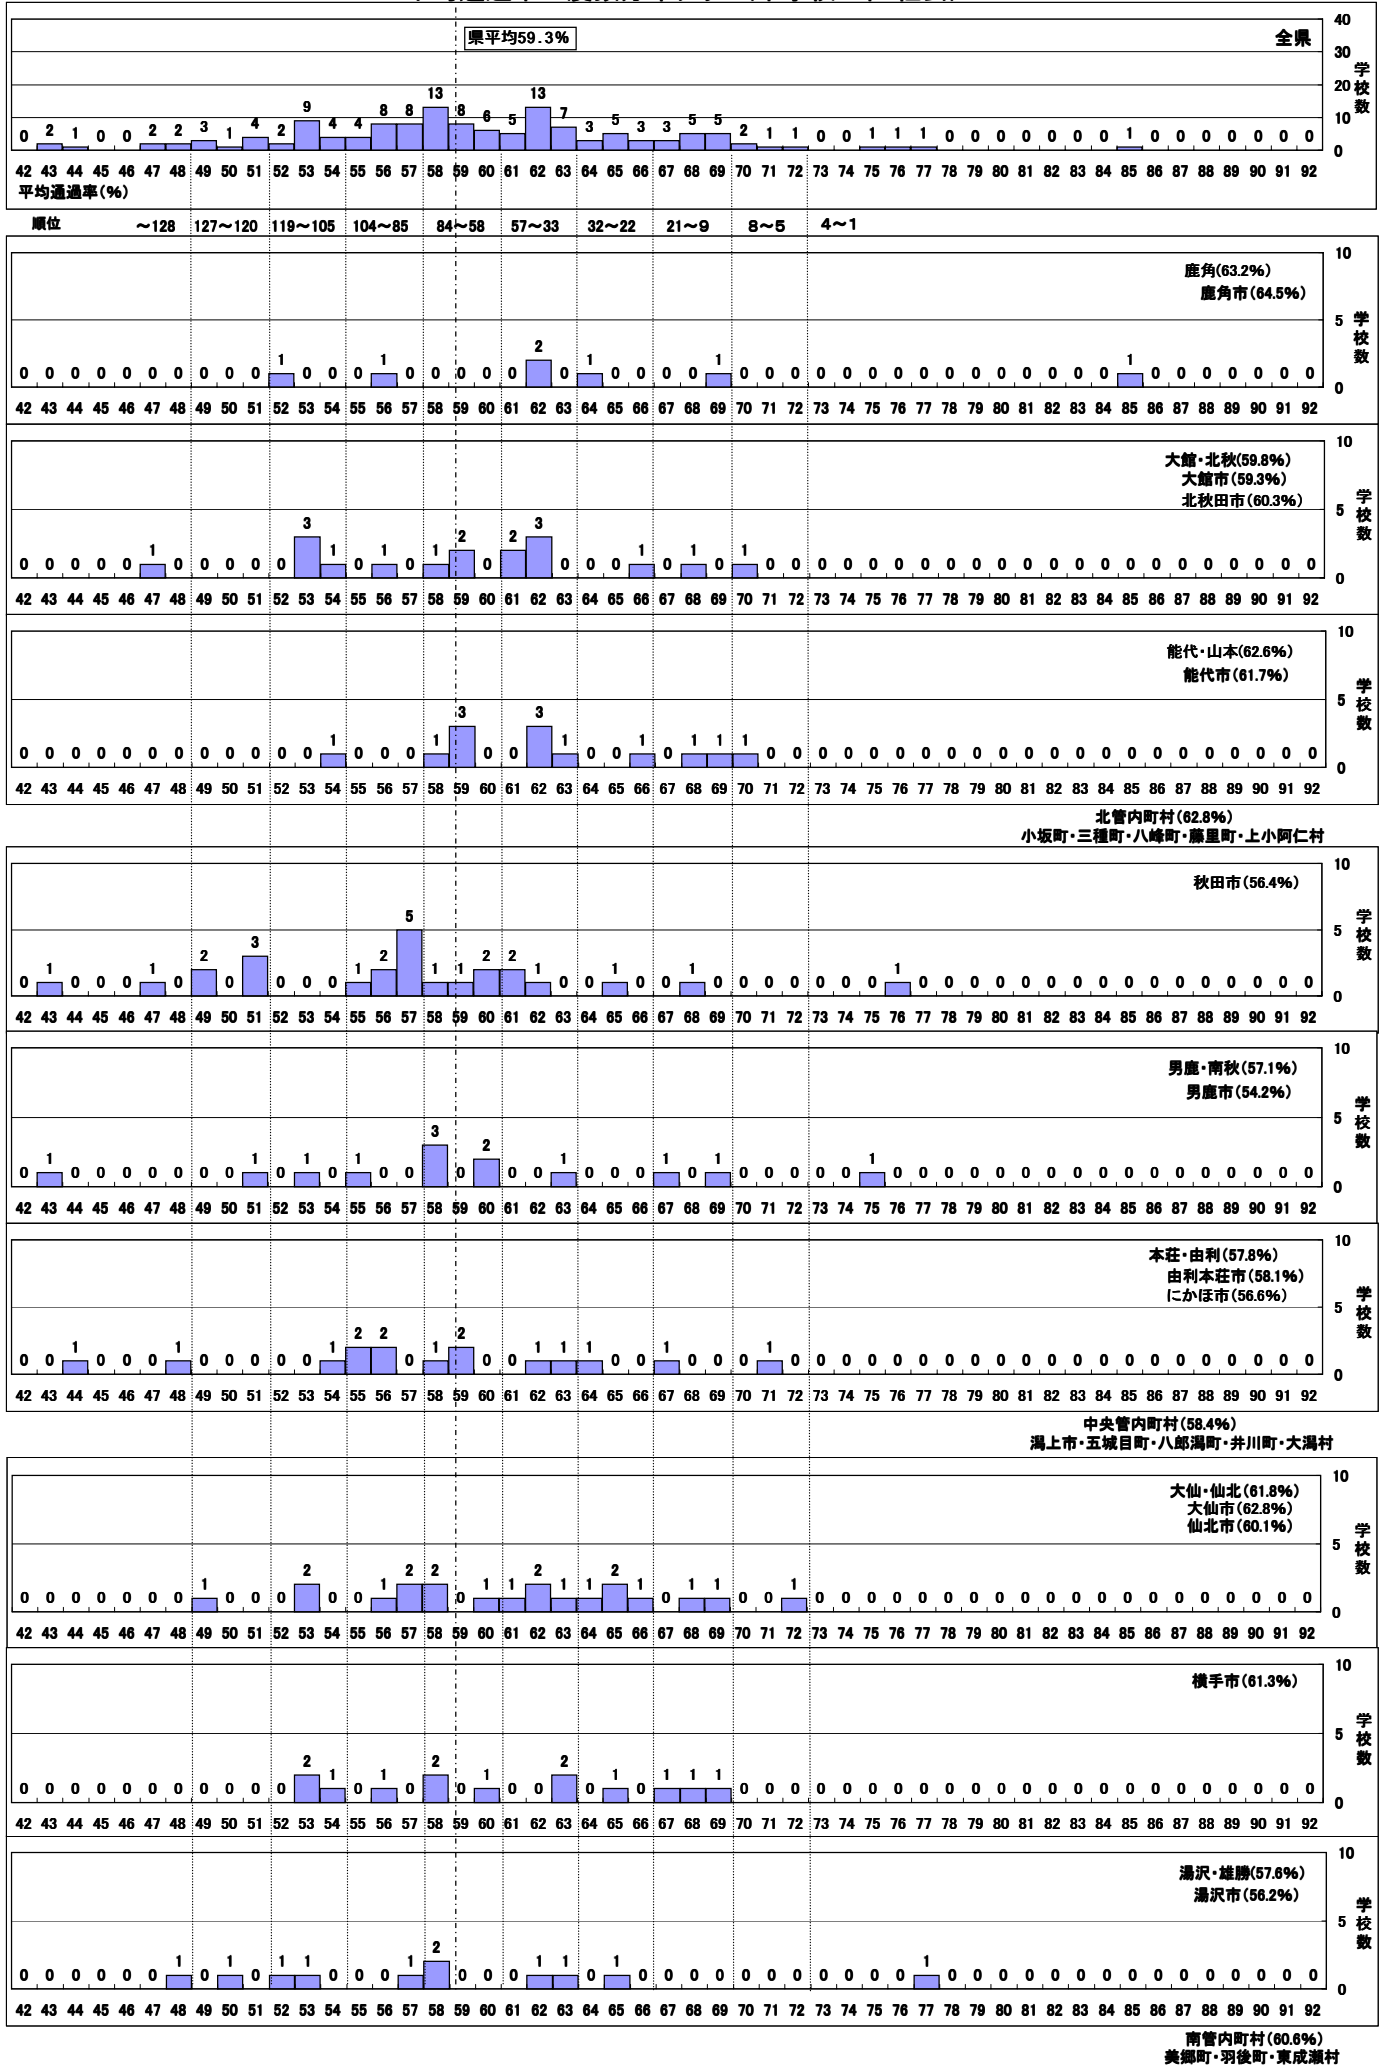 県平均59.3%
全県
40
30
20
10
0
学校数
0 2 1 0 0 2 2 3 1 4 2 9 4 4 8 8 13 8 6 5 13 7 3 5 3 3 5 5 2 1 1 0 0 1 1 1 0 0 0 0 0 0 0 1 0 0 0 0 0 0 0
42 43 44 45 46 47 48 49 50 51 52 53 54 55 56 57 58 59 60 61 62 63 64 65 66 67 68 69 70 71 72 73 74 75 76 77 78 79 80 81 82 83 84 85 86 87 88 89 90 91 92
平均通過率(%)
順位 ～128 127～120 119～105 104～85 84～58 57～33 32～22 21～9 8～5 4～1
鹿角(63.2%)
鹿角市(64.5%)
10
5
0
学校数
0 0 0 0 0 0 0 0 0 0 1 0 0 0 1 0 0 0 0 0 2 0 1 0 0 0 0 1 0 0 0 0 0 0 0 0 0 0 0 0 0 0 0 1 0 0 0 0 0 0 0
42 43 44 45 46 47 48 49 50 51 52 53 54 55 56 57 58 59 60 61 62 63 64 65 66 67 68 69 70 71 72 73 74 75 76 77 78 79 80 81 82 83 84 85 86 87 88 89 90 91 92
大館・北秋(59.8%)
大館市(59.3%)
北秋田市(60.3%)
10
5
0
学校数
0 0 0 0 0 1 0 0 0 0 0 3 1 0 1 0 1 2 0 2 3 0 0 0 1 0 1 0 1 0 0 0 0 0 0 0 0 0 0 0 0 0 0 0 0 0 0 0 0 0 0
42 43 44 45 46 47 48 49 50 51 52 53 54 55 56 57 58 59 60 61 62 63 64 65 66 67 68 69 70 71 72 73 74 75 76 77 78 79 80 81 82 83 84 85 86 87 88 89 90 91 92
能代・山本(62.6%)
能代市(61.7%)
10
5
0
学校数
0 0 0 0 0 0 0 0 0 0 0 0 1 0 0 0 1 3 0 0 3 1 0 0 1 0 1 1 1 0 0 0 0 0 0 0 0 0 0 0 0 0 0 0 0 0 0 0 0 0 0
42 43 44 45 46 47 48 49 50 51 52 53 54 55 56 57 58 59 60 61 62 63 64 65 66 67 68 69 70 71 72 73 74 75 76 77 78 79 80 81 82 83 84 85 86 87 88 89 90 91 92
北管内町村(62.8%)
小坂町・三種町・八峰町・藤里町・上小阿仁村
秋田市(56.4%)
10
5
0
学校数
0 1 0 0 0 1 0 2 0 3 0 0 0 1 2 5 1 1 2 2 1 0 0 1 0 0 1 0 0 0 0 0 0 0 1 0 0 0 0 0 0 0 0 0 0 0 0 0 0 0 0
42 43 44 45 46 47 48 49 50 51 52 53 54 55 56 57 58 59 60 61 62 63 64 65 66 67 68 69 70 71 72 73 74 75 76 77 78 79 80 81 82 83 84 85 86 87 88 89 90 91 92
男鹿・南秋(57.1%)
男鹿市(54.2%)
10
5
0
学校数
0 1 0 0 0 0 0 0 0 1 0 1 0 1 0 0 3 0 2 0 0 1 0 0 0 1 0 1 0 0 0 0 0 1 0 0 0 0 0 0 0 0 0 0 0 0 0 0 0 0 0
42 43 44 45 46 47 48 49 50 51 52 53 54 55 56 57 58 59 60 61 62 63 64 65 66 67 68 69 70 71 72 73 74 75 76 77 78 79 80 81 82 83 84 85 86 87 88 89 90 91 92
本荘・由利(57.8%)
由利本荘市(58.1%)
にかほ市(56.6%)
10
5
0
学校数
0 0 1 0 0 0 1 0 0 0 0 0 1 2 2 0 1 2 0 0 1 1 1 0 0 1 0 0 0 1 0 0 0 0 0 0 0 0 0 0 0 0 0 0 0 0 0 0 0 0 0
42 43 44 45 46 47 48 49 50 51 52 53 54 55 56 57 58 59 60 61 62 63 64 65 66 67 68 69 70 71 72 73 74 75 76 77 78 79 80 81 82 83 84 85 86 87 88 89 90 91 92
中央管内町村(58.4%)
潟上市・五城目町・八郎潟町・井川町・大潟村
大仙・仙北(61.8%)
大仙市(62.8%)
仙北市(60.1%)
10
5
0
学校数
0 0 0 0 0 0 0 1 0 0 0 2 0 0 1 2 2 0 1 1 2 1 1 2 1 0 1 1 0 0 1 0 0 0 0 0 0 0 0 0 0 0 0 0 0 0 0 0 0 0 0
42 43 44 45 46 47 48 49 50 51 52 53 54 55 56 57 58 59 60 61 62 63 64 65 66 67 68 69 70 71 72 73 74 75 76 77 78 79 80 81 82 83 84 85 86 87 88 89 90 91 92
横手市(61.3%)
10
5
0
学校数
0 0 0 0 0 0 0 0 0 0 0 2 1 0 1 0 2 0 1 0 0 2 0 1 0 1 1 1 0 0 0 0 0 0 0 0 0 0 0 0 0 0 0 0 0 0 0 0 0 0 0
42 43 44 45 46 47 48 49 50 51 52 53 54 55 56 57 58 59 60 61 62 63 64 65 66 67 68 69 70 71 72 73 74 75 76 77 78 79 80 81 82 83 84 85 86 87 88 89 90 91 92
湯沢・雄勝(57.6%)
湯沢市(56.2%)
10
5
0
学校数
0 0 0 0 0 0 1 0 1 0 1 1 0 0 0 1 2 0 0 0 1 1 0 1 0 0 0 0 0 0 0 0 0 0 0 1 0 0 0 0 0 0 0 0 0 0 0 0 0 0 0
42 43 44 45 46 47 48 49 50 51 52 53 54 55 56 57 58 59 60 61 62 63 64 65 66 67 68 69 70 71 72 73 74 75 76 77 78 79 80 81 82 83 84 85 86 87 88 89 90 91 92
南管内町村(60.6%)
美郷町・羽後町・東成瀬村